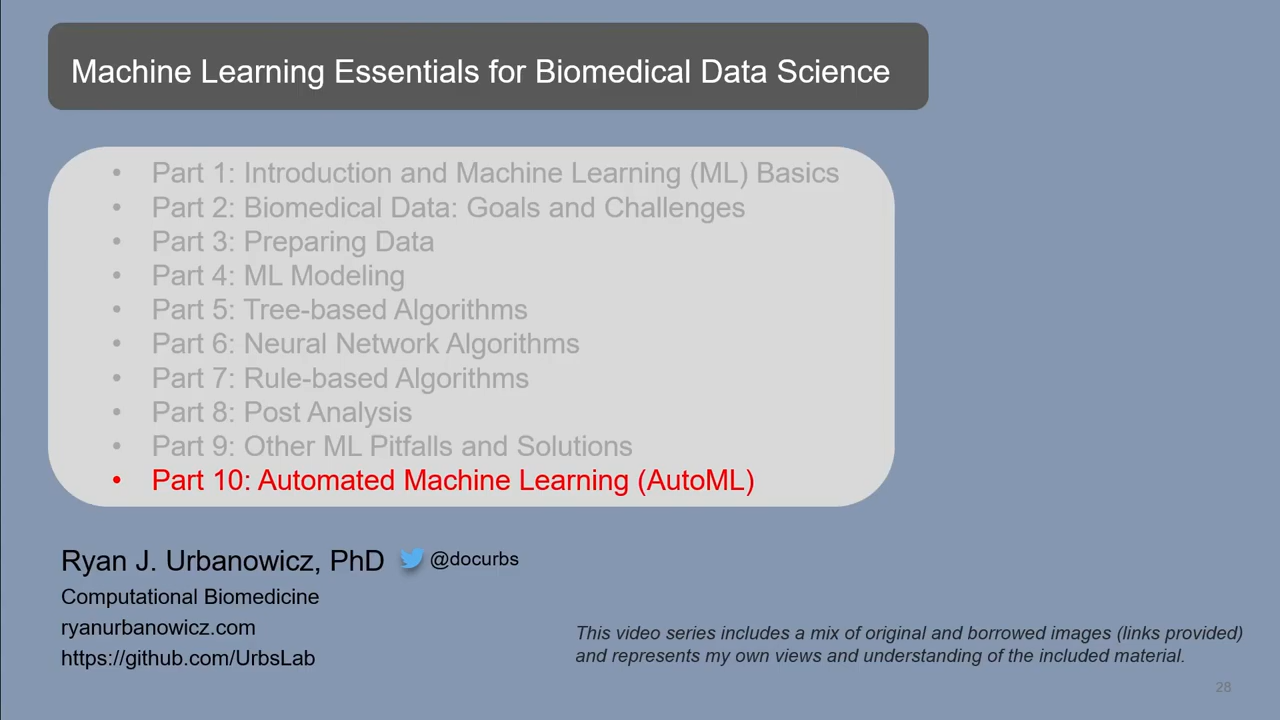 Machine Learning Essentials for Biomedical Data Science
• Part 1: Introduction and Machine Learning (ML) Basics
• Part 2: Biomedical Data: Goals and Challenges
• Part 3: Preparing Data
• Part 4: ML Modeling
• Part 5: Tree-based Algorithms
• Part 6: Neural Network Algorithms
• Part 7: Rule-based Algorithms
• Part 8: Post Analysis
• Part 9: Other ML Pitfalls and Solutions
• Part 10: Automated Machine Learning (AutoML)
Ryan J. Urbanowicz, PhD @docurbs
Computational Biomedicine
ryanurbanowicz.com
https://github.com/UrbsLab
This video series includes a mix of original and borrowed images (links provided)
and represents my own views and understanding of the included material.
28